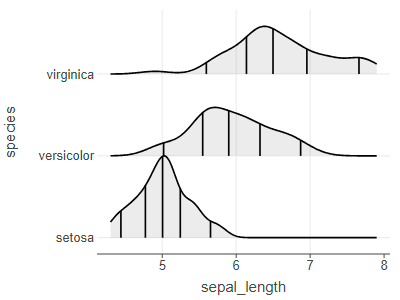 virginica
versicolor
setosa
species
5 6 7 8
sepal_length